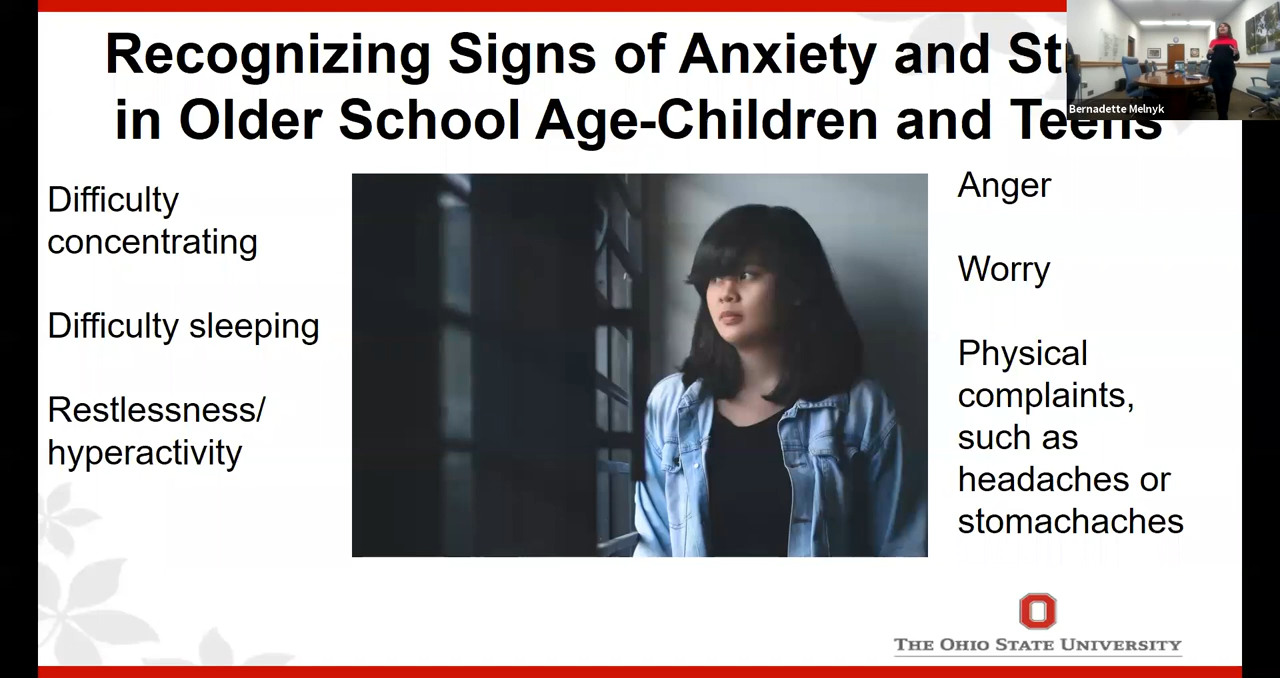 Recognizing Signs of Anxiety and St
in Older School Age-Children and Teens
Bernadette Melnyk
Difficulty
concentrating
Difficulty sleeping
Restlessness/
hyperactivity
Anger
Worry
Physical
complaints,
such as
headaches or
stomachaches
THE OHIO STATE UNIVERSITY